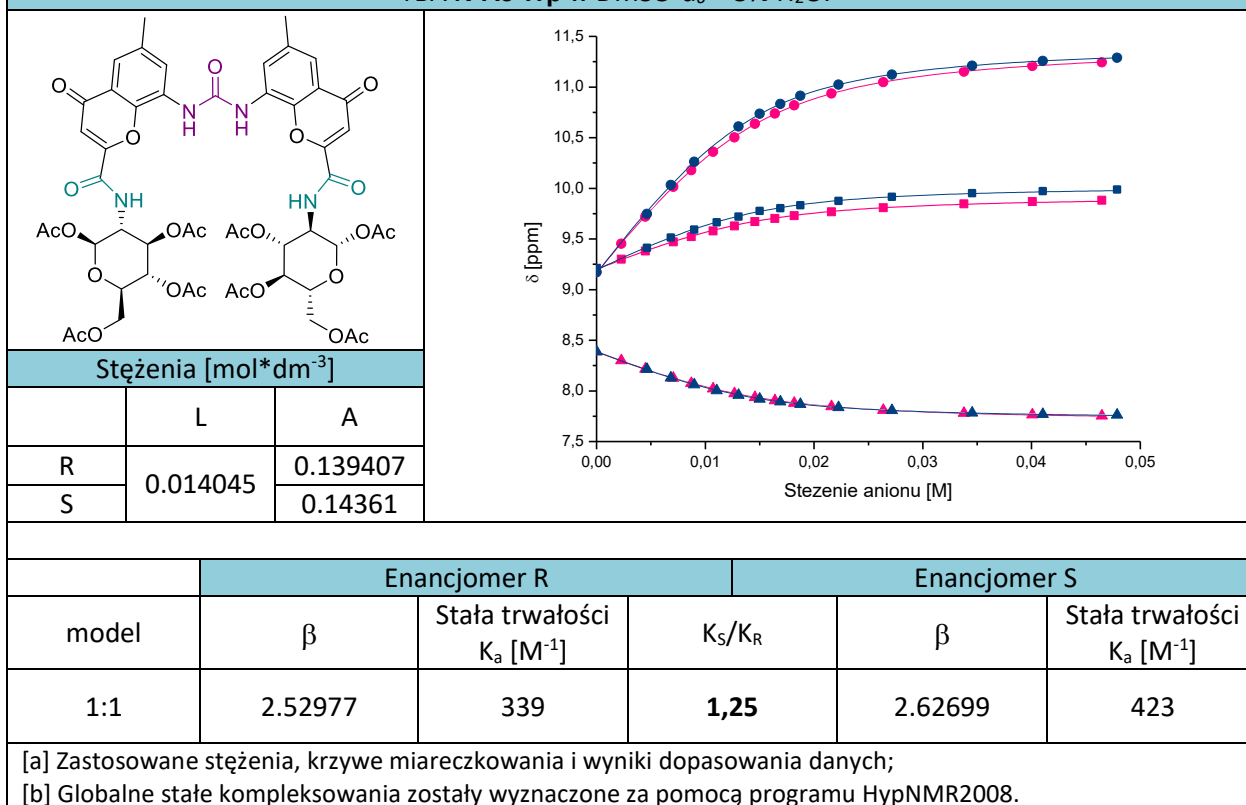 O
O
O
N
H
N
H
O
O
O
O
NH
HN
O
AcO
OAc
AcO
OAc
O
OAc
AcO
O
OAc
AcO
OAc
Stężenia [mol*dm-3]
L A
R 0.014045 0.139407
S 0.14361
11,5
11,0
10,5
10,0
9,5
9,0
8,5
8,0
7,5
δ [ppm]
0,00 0,01 0,02 0,03 0,04 0,05
Stezenie anionu [M]
Enancjomer R Enancjomer S
model β Stała trwałości Ka [M-1] KS/KR β Stała trwałości Ka [M-1]
1:1 2.52977 339 1,25 2.62699 423
[a] Zastosowane stężenia, krzywe miareczkowania i wyniki dopasowania danych;
[b] Globalne stałe kompleksowania zostały wyznaczone za pomocą programu HypNMR2008.